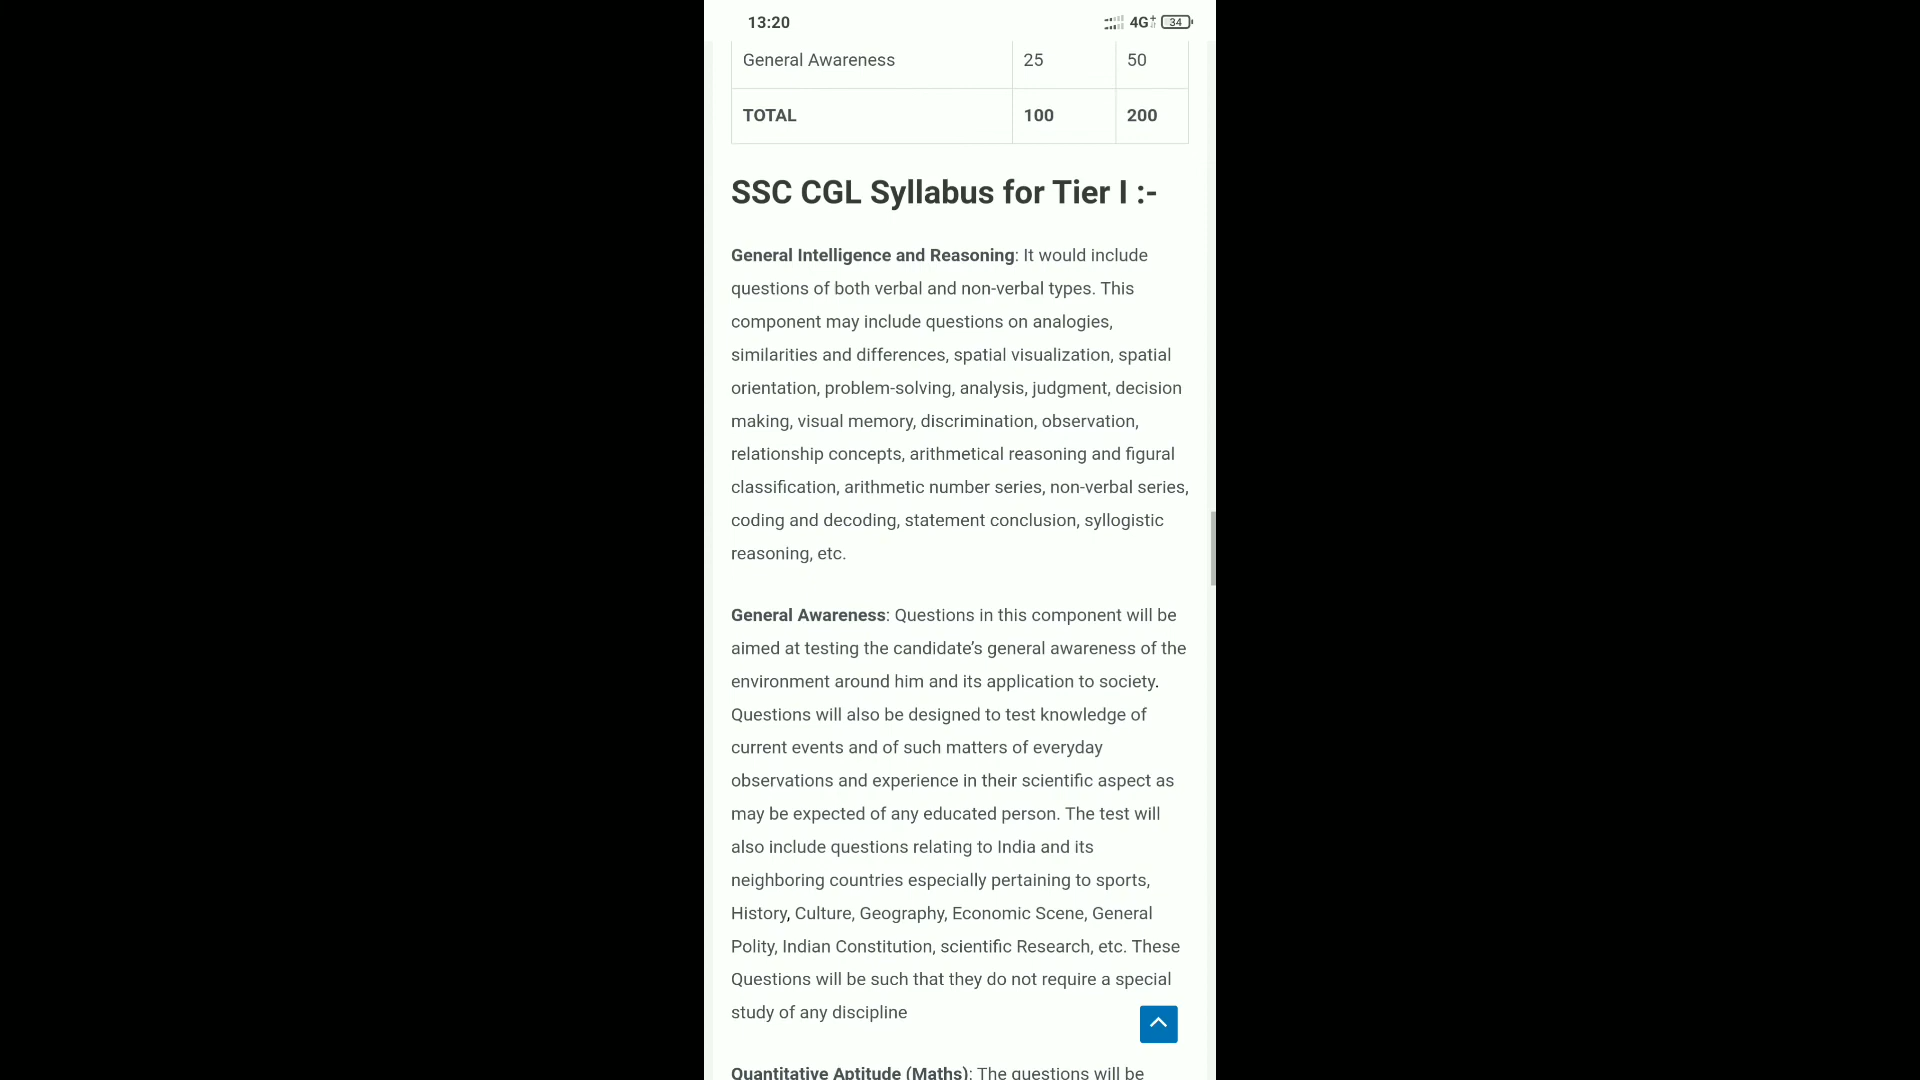 13:20
4G+ 34
General Awareness 25 50
TOTAL 100 200
SSC CGL Syllabus for Tier I :-
General Intelligence and Reasoning: It would include
questions of both verbal and non-verbal types. This
component may include questions on analogies,
similarities and differences, spatial visualization, spatial
orientation, problem-solving, analysis, judgment, decision
making, visual memory, discrimination, observation,
relationship concepts, arithmetical reasoning and figural
classification, arithmetic number series, non-verbal series,
coding and decoding, statement conclusion, syllogistic
reasoning, etc.
General Awareness: Questions in this component will be
aimed at testing the candidate’s general awareness of the
environment around him and its application to society.
Questions will also be designed to test knowledge of
current events and of such matters of everyday
observations and experience in their scientific aspect as
may be expected of any educated person. The test will
also include questions relating to India and its
neighboring countries especially pertaining to sports,
History, Culture, Geography, Economic Scene, General
Polity, Indian Constitution, scientific Research, etc. These
Questions will be such that they do not require a special
study of any discipline
Quantitative Aptitude (Maths): The questions will be